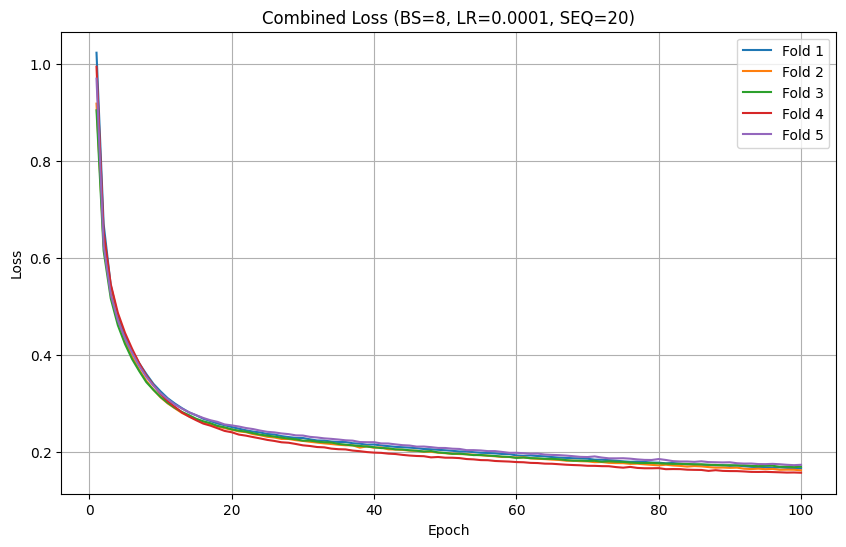 Combined Loss (BS=8, LR=0.0001, SEQ=20)
Fold 1
Fold 2
Fold 3
Fold 4
Fold 5
Loss
1.0
0.8
0.6
0.4
0.2
0 20 40 60 80 100
Epoch